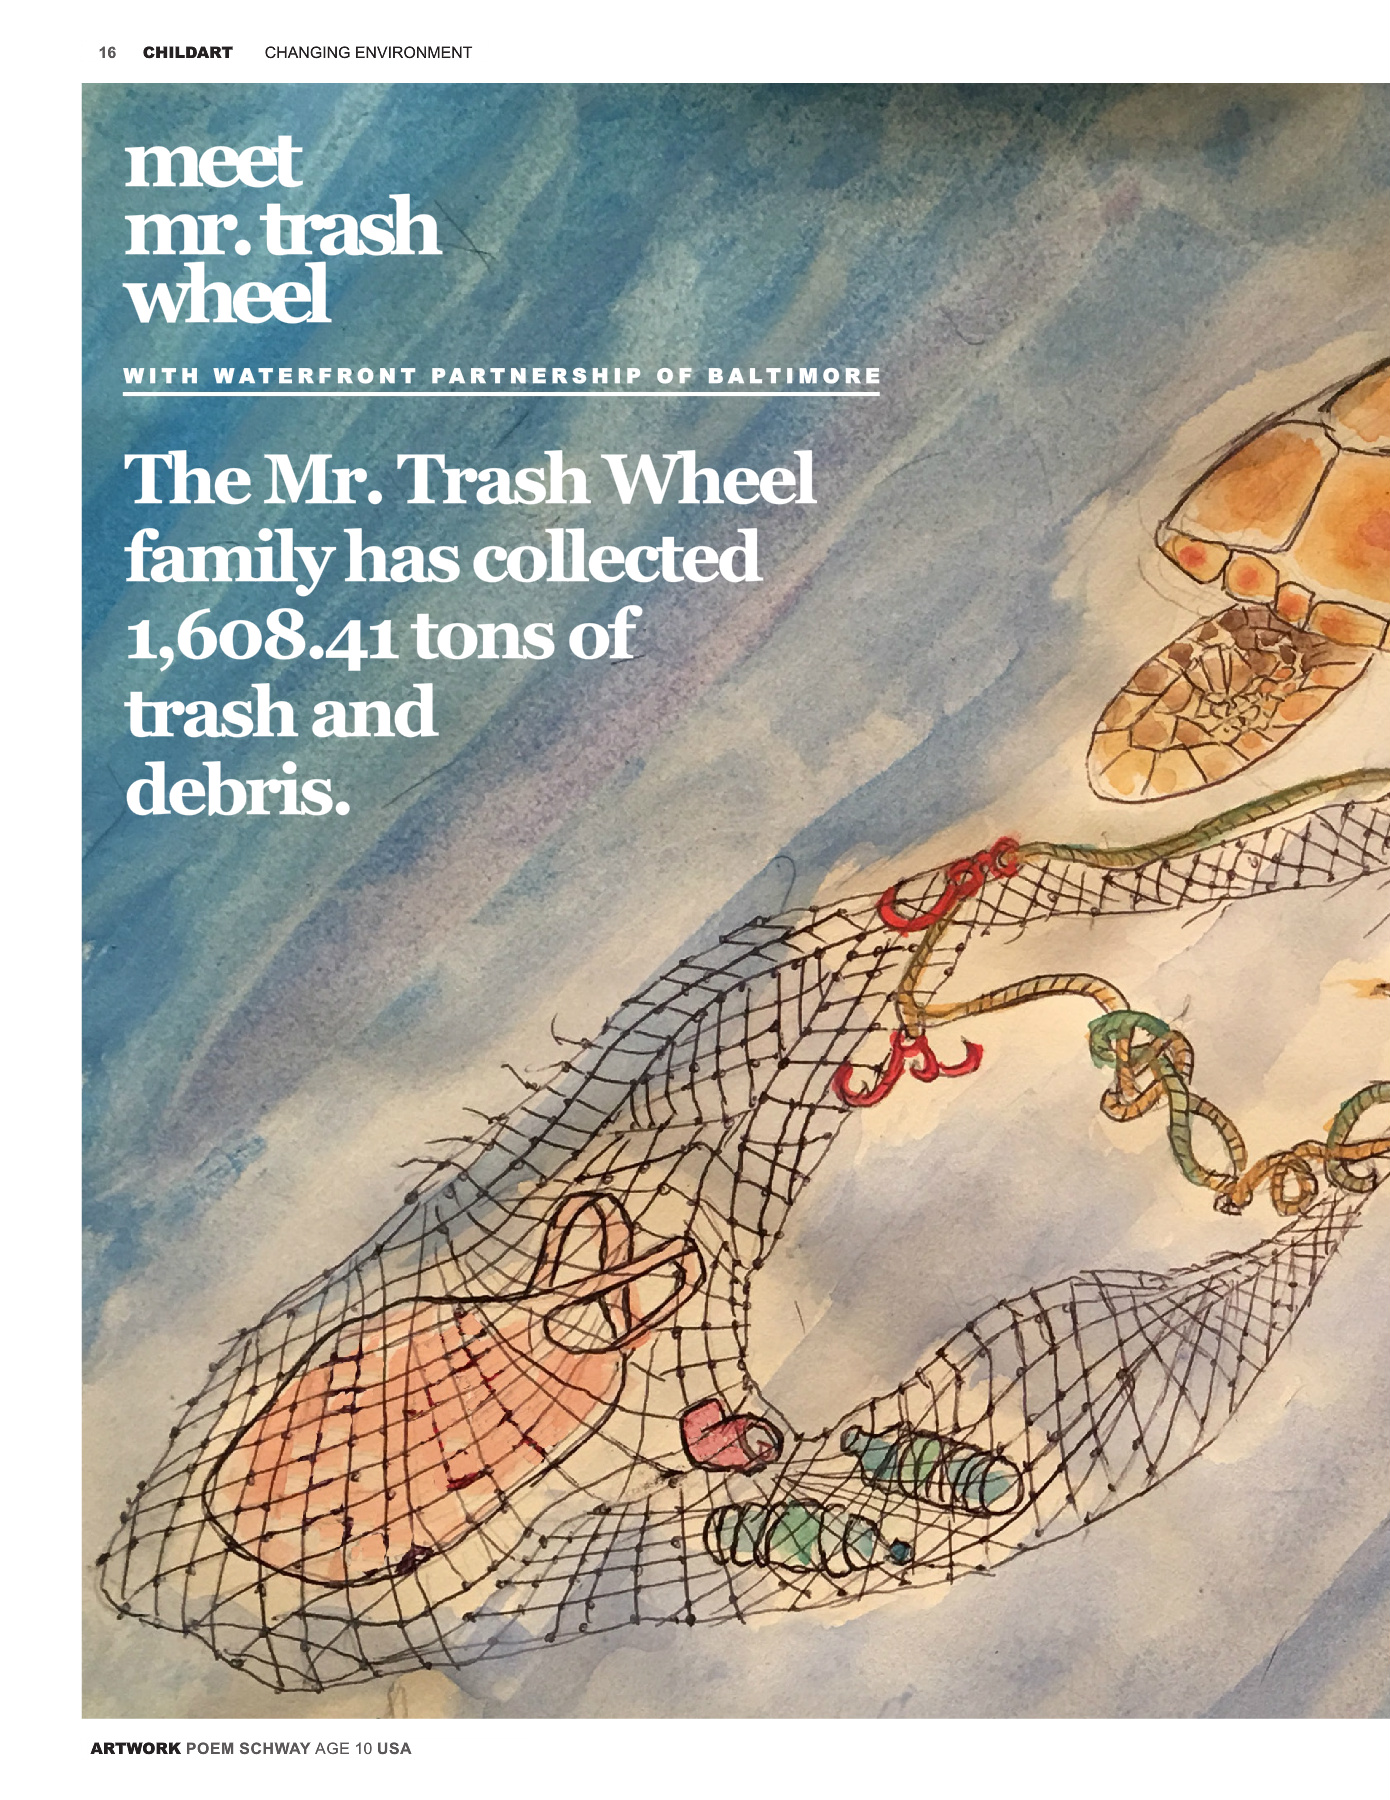 16 CHILDART CHANGING ENVIRONMENT
meet
mr. trash
wheel
WITH WATERFRONT PARTNERSHIP OF BALTIMORE
The Mr. Trash Wheel
family has collected
1,608.41 tons of
trash and
debris.
ARTWORK POEM SCHWAY AGE 10 USA